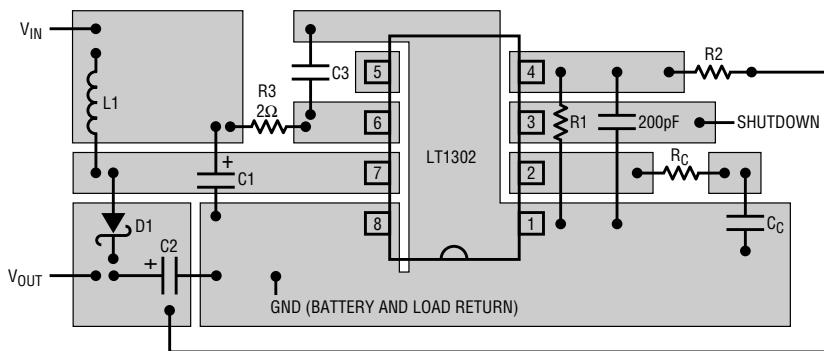 V_IN
L1
R3
2Ω
C3
C1
+
D1
C2
+
V_OUT
5
6
7
8
LT1302
4
3
2
1
R2
R1
200pF
SHUTDOWN
R_C
C_C
GND (BATTERY AND LOAD RETURN)